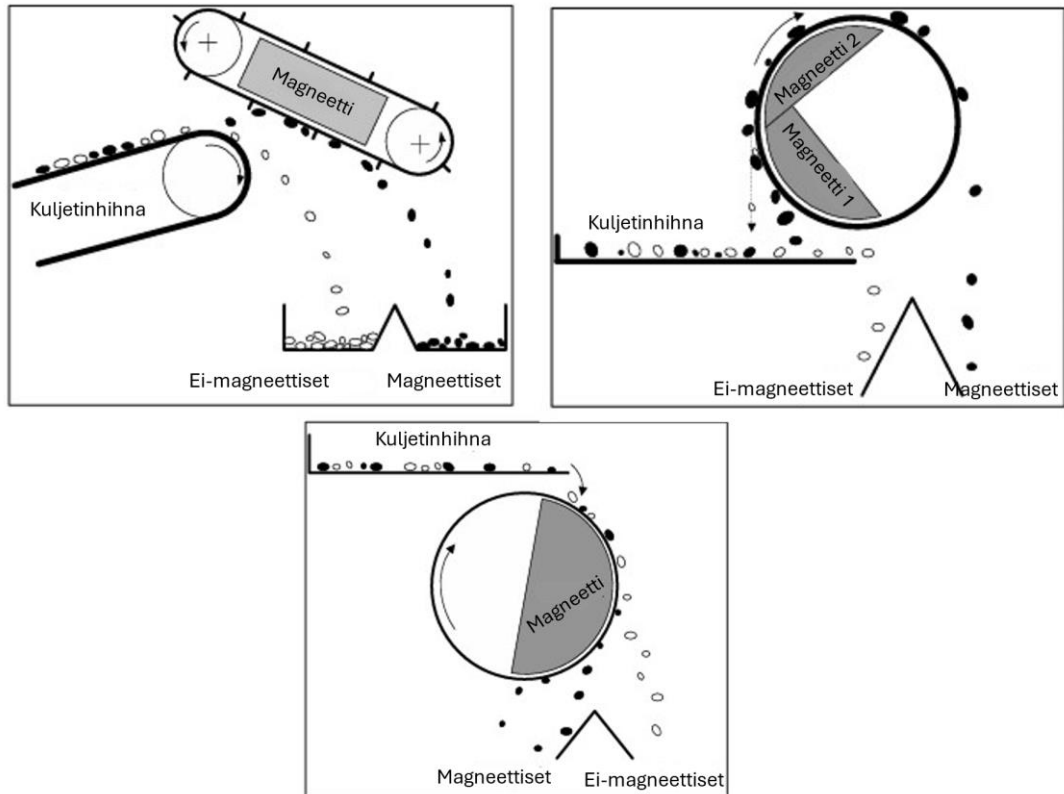 Magneetti
Kuljetinhihna
Ei-magneettiset
Magneettiset
Magneetti 2
Magneetti 1
Kuljetinhihna
Ei-magneettiset
Magneettiset
Kuljetinhihna
Magneetti
Magneettiset
Ei-magneettiset